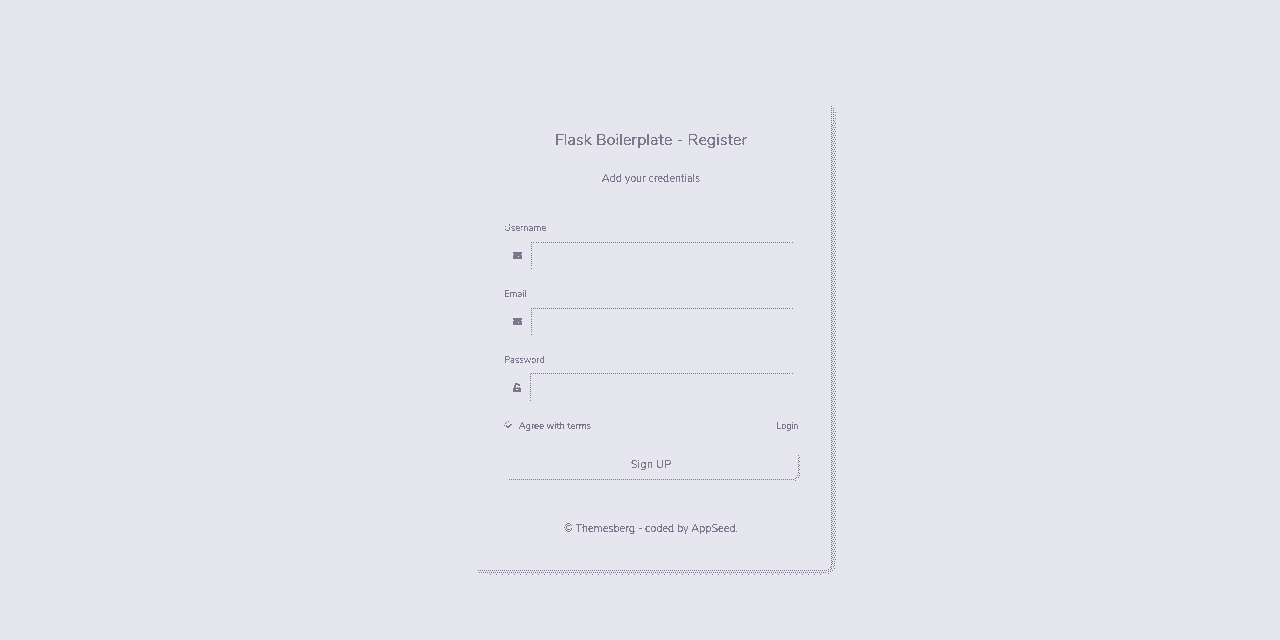 Flask Boilerplate - Register
Add your credentials
Username
Email
Password
Agree with terms
Login
Sign UP
© Themesberg - coded by AppSeed.